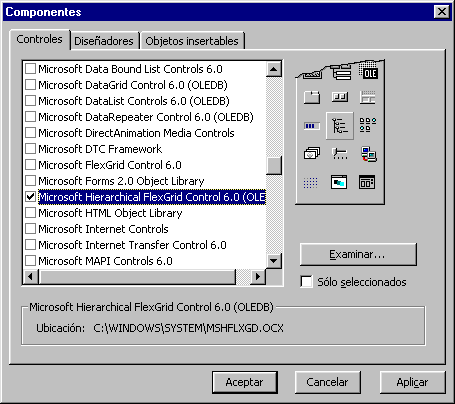 Componentes
Controles Diseñadores Objetos insertables
Microsoft Data Bound List Controls 6.0
Microsoft DataGrid Control 6.0 (OLEDB)
Microsoft DataList Controls 6.0 (OLEDB)
Microsoft DataRepeater Control 6.0 (OLEDB)
Microsoft DirectAnimation Media Controls
Microsoft DTC Framework
Microsoft FlexGrid Control 6.0
Microsoft Forms 2.0 Object Library
Microsoft Hierarchical FlexGrid Control 6.0 (OLE
Microsoft HTML Object Library
Microsoft Internet Controls
Microsoft Internet Transfer Control 6.0
Microsoft MAPI Controls 6.0
OLE
Examinar...
Sólo seleccionados
Microsoft Hierarchical FlexGrid Control 6.0 (OLEDB)
Ubicación: C:\WINDOWS\SYSTEM\MSHFLXGD.OCX
Aceptar Cancelar Aplicar